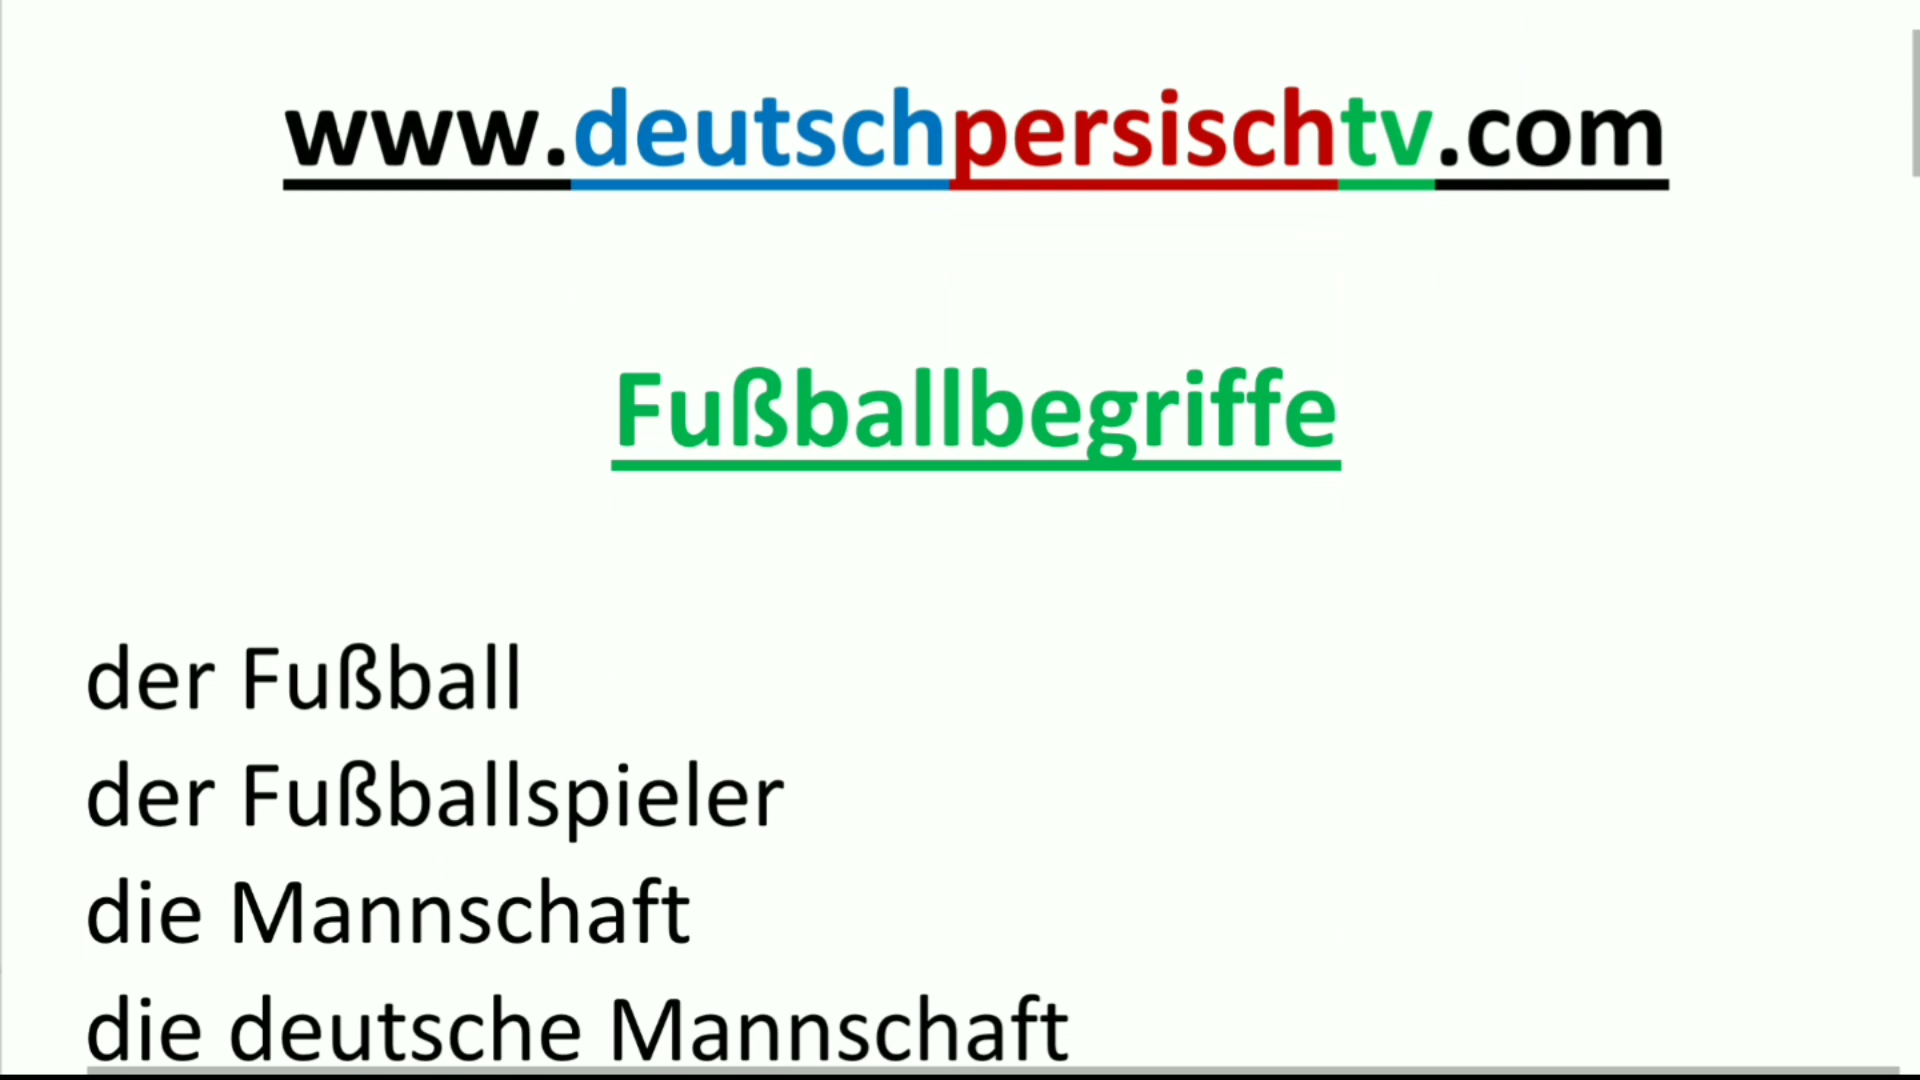 www.deutschpersischtv.com
Fußballbegriffe
der Fußball
der Fußballspieler
die Mannschaft
die deutsche Mannschaft